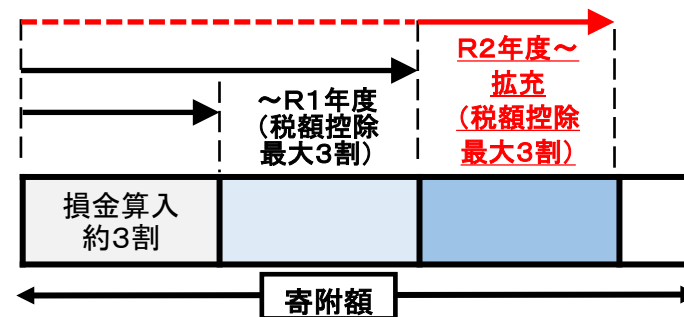 R2年度～
拡充
(税額控除
最大3割)
～R1年度
(税額控除
最大3割)
損金算入
約3割
寄附額